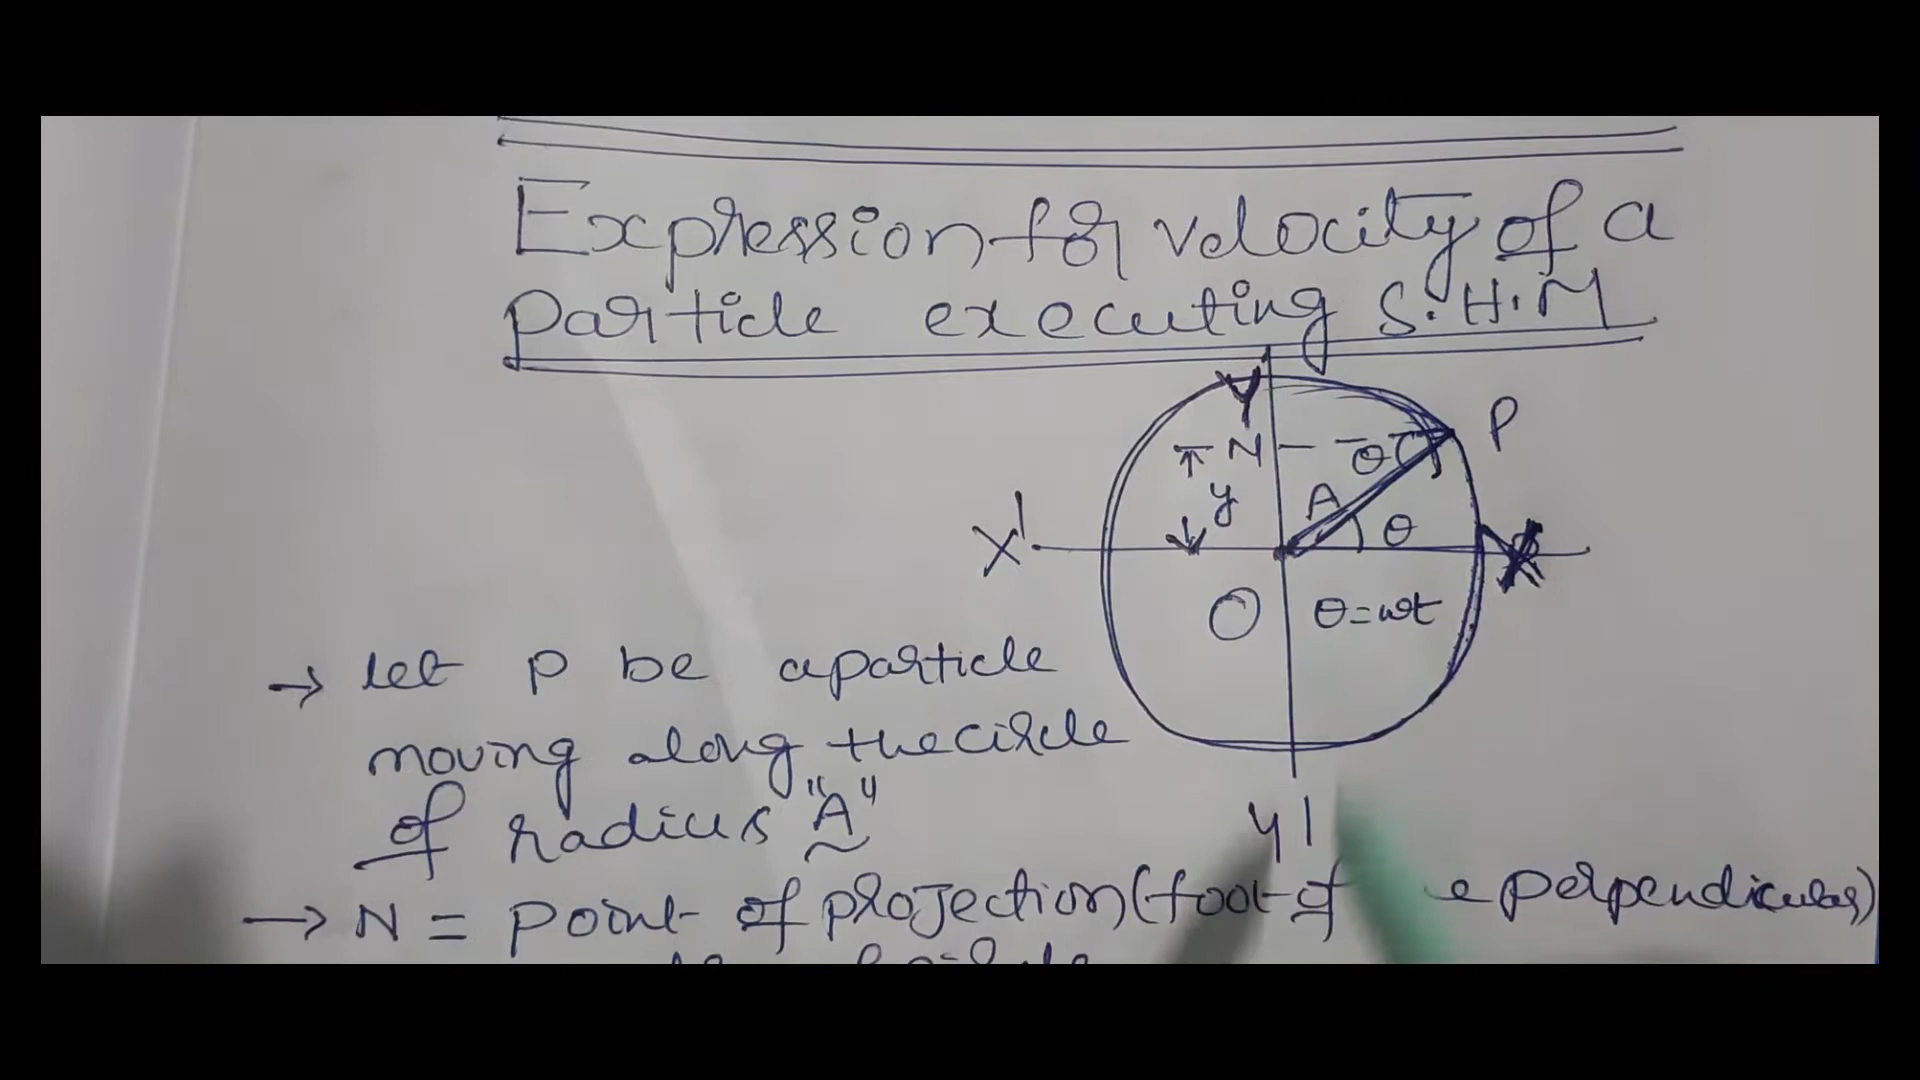 Expression for velocity of a
particle executing S.H.M
Y
P
N
θ
y
A
θ
X'
X
O
θ=ωt
→ let P be a particle
moving along the circle
of radius "A"
Y'
→ N = point of projection (foot of e perpendicular)